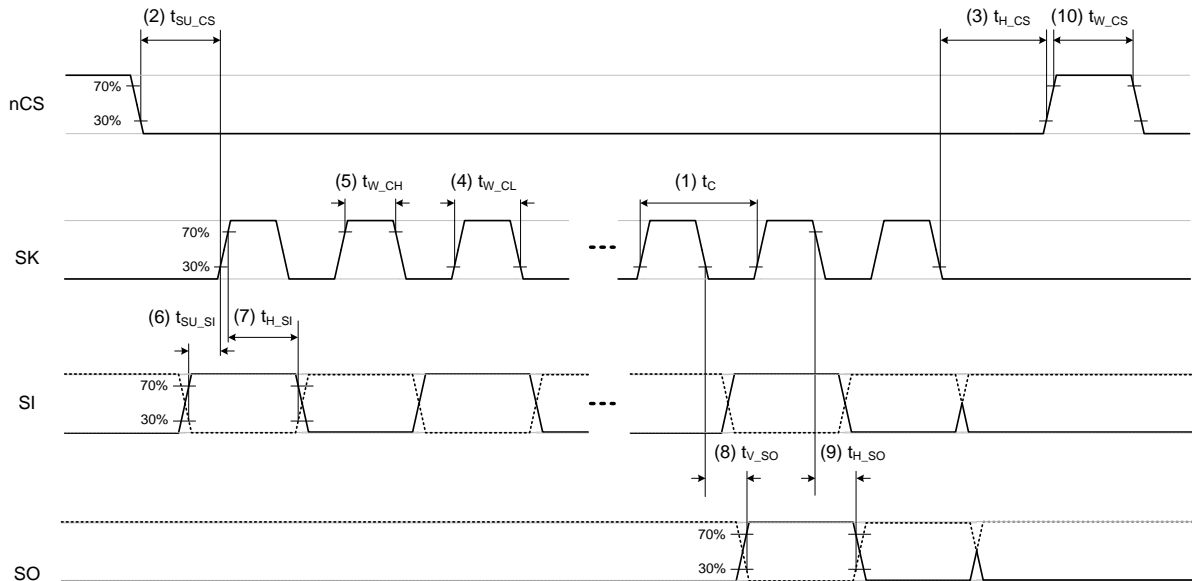 (2) tSU_CS
(3) tH_CS
(10) tW_CS
nCS
70%
30%
(5) tW_CH
(4) tW_CL
(1) tC
SK
70%
30%
(6) tSU_SI
(7) tH_SI
SI
70%
30%
(8) tV_SO
(9) tH_SO
SO
70%
30%